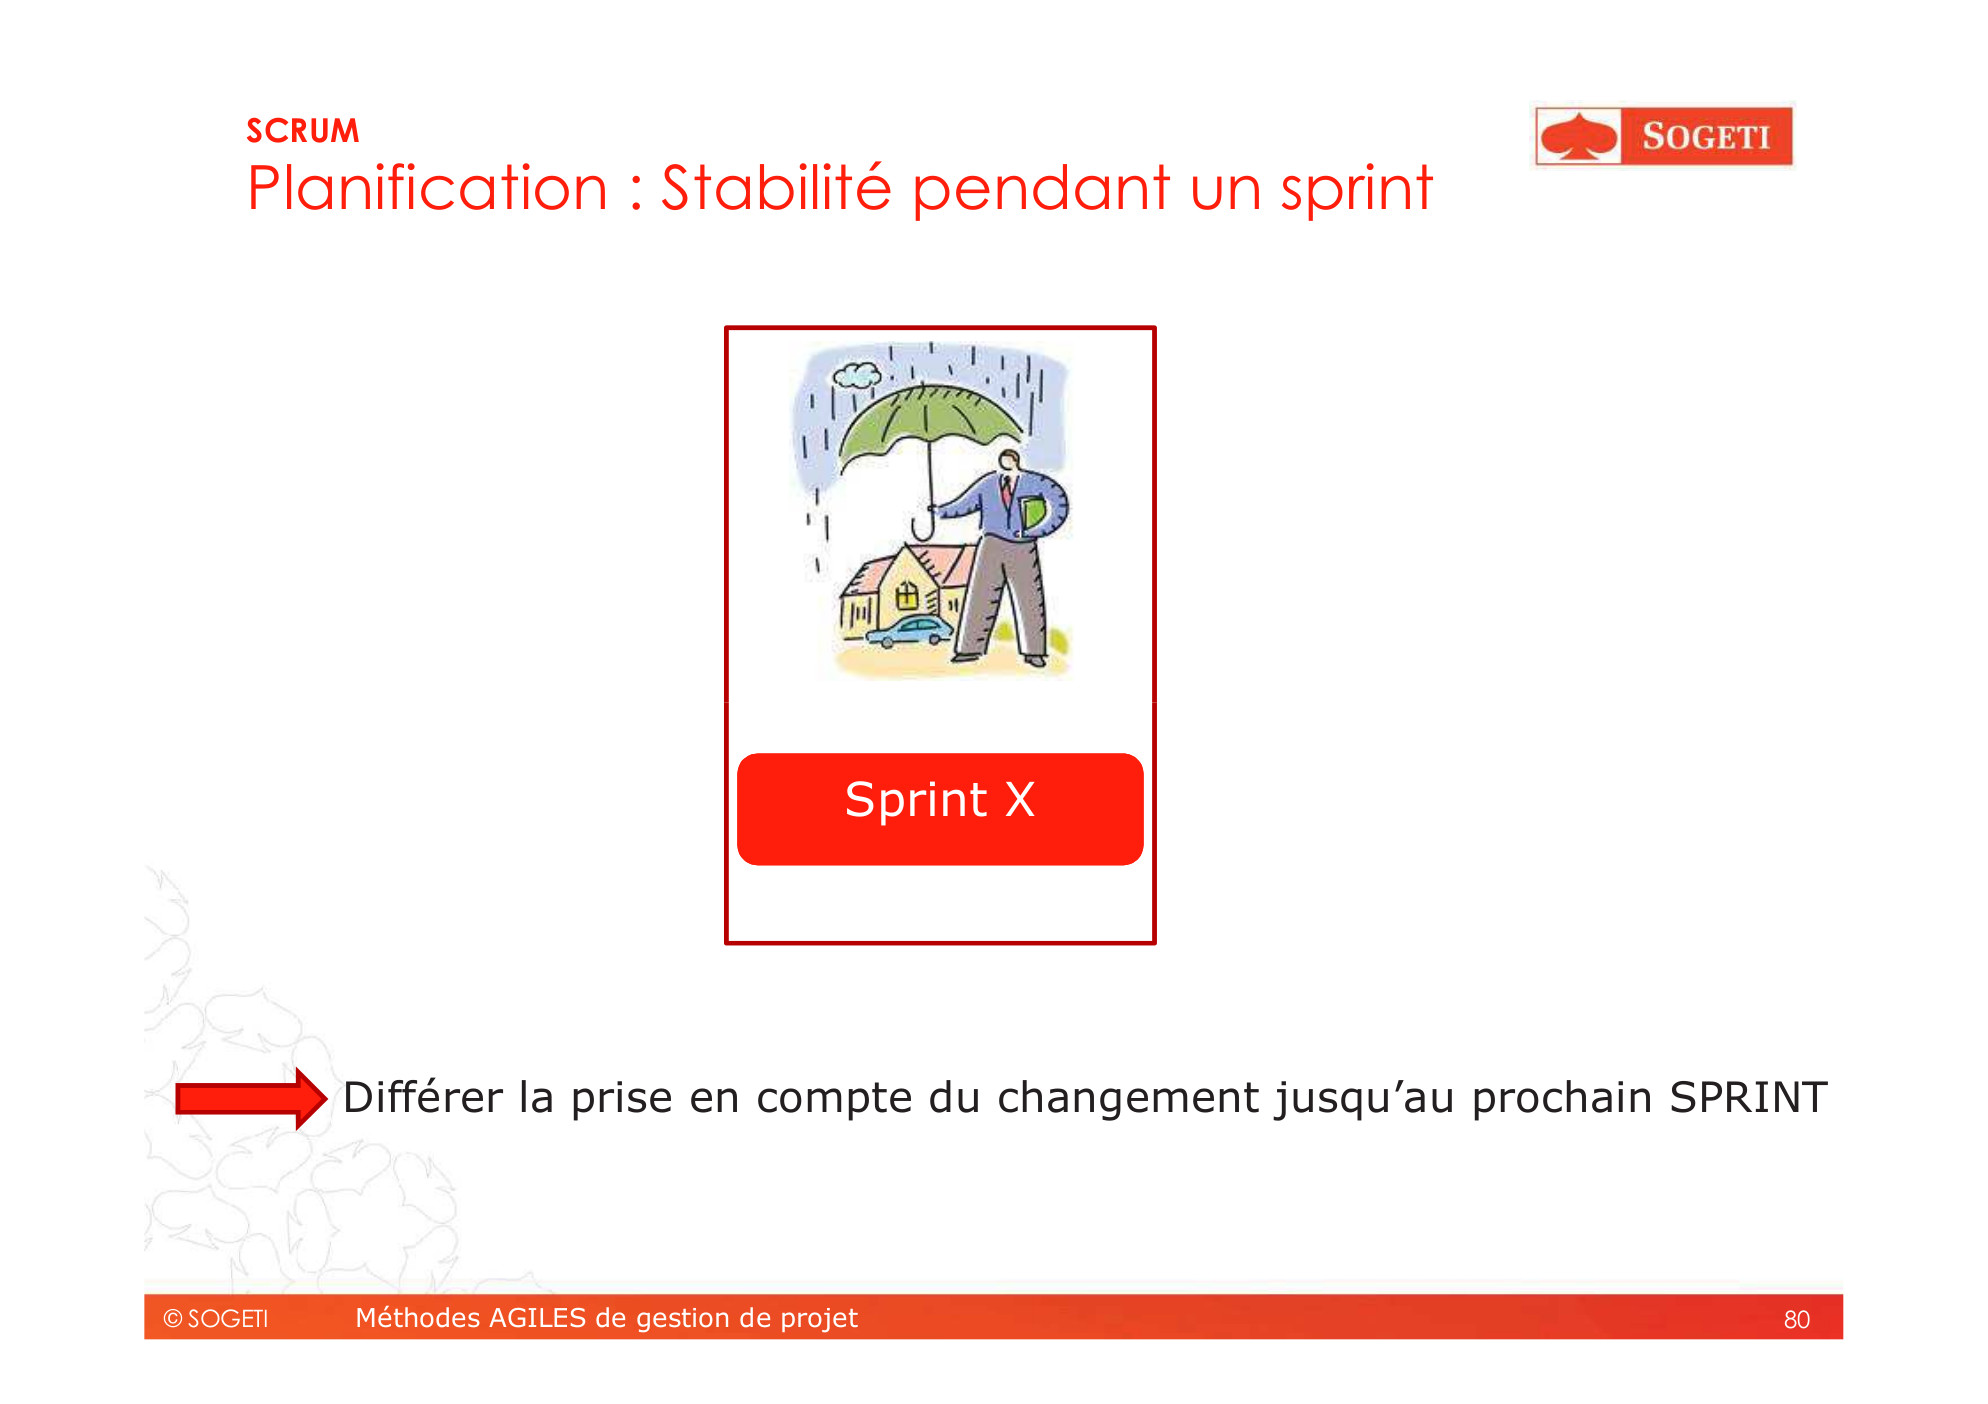 SCRUM
Planification : Stabilité pendant un sprint
SOGETI
Sprint X
Différer la prise en compte du changement jusqu’au prochain SPRINT
© SOGETI Méthodes AGILES de gestion de projet 80